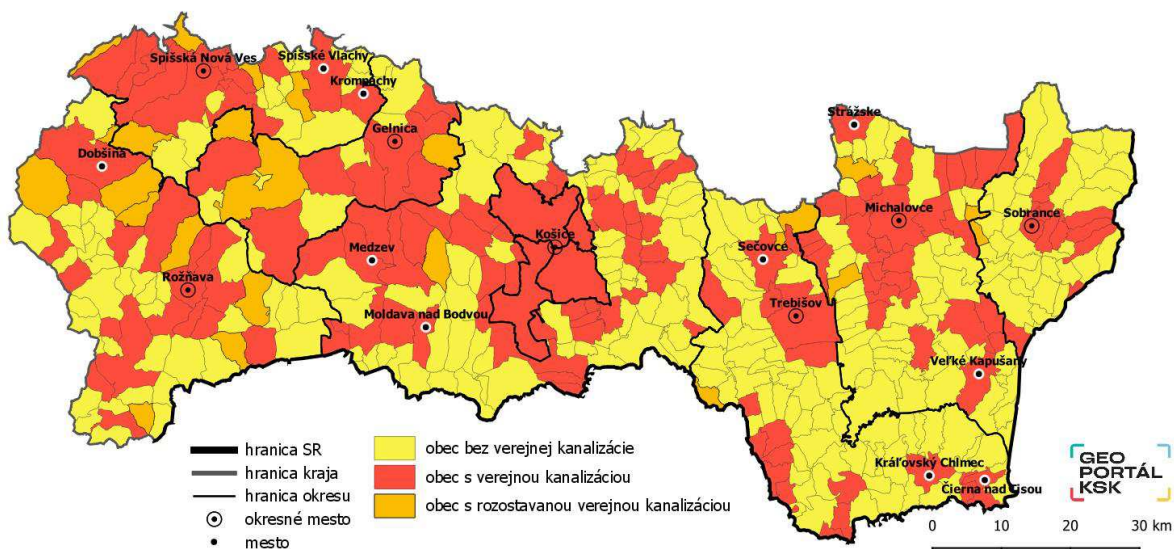 Spišská Nová Ves
Spišské Vlachy
Krompachy
Gelnica
Dobšiná
Strážske
Michalovce
Sobrance
Košice
Medzev
Sečovce
Rožňava
Trebišov
Moldava nad Bodvou
Veľké Kapušany
Kráľovský Chlmec
Čierna nad Tisou
hranica SR
hranica kraja
hranica okresu
okresné mesto
mesto
obec bez verejnej kanalizácie
obec s verejnou kanalizáciou
obec s rozostavanou verejnou kanalizáciou
GEO
PORTÁL
KSK
0 10 20 30 km